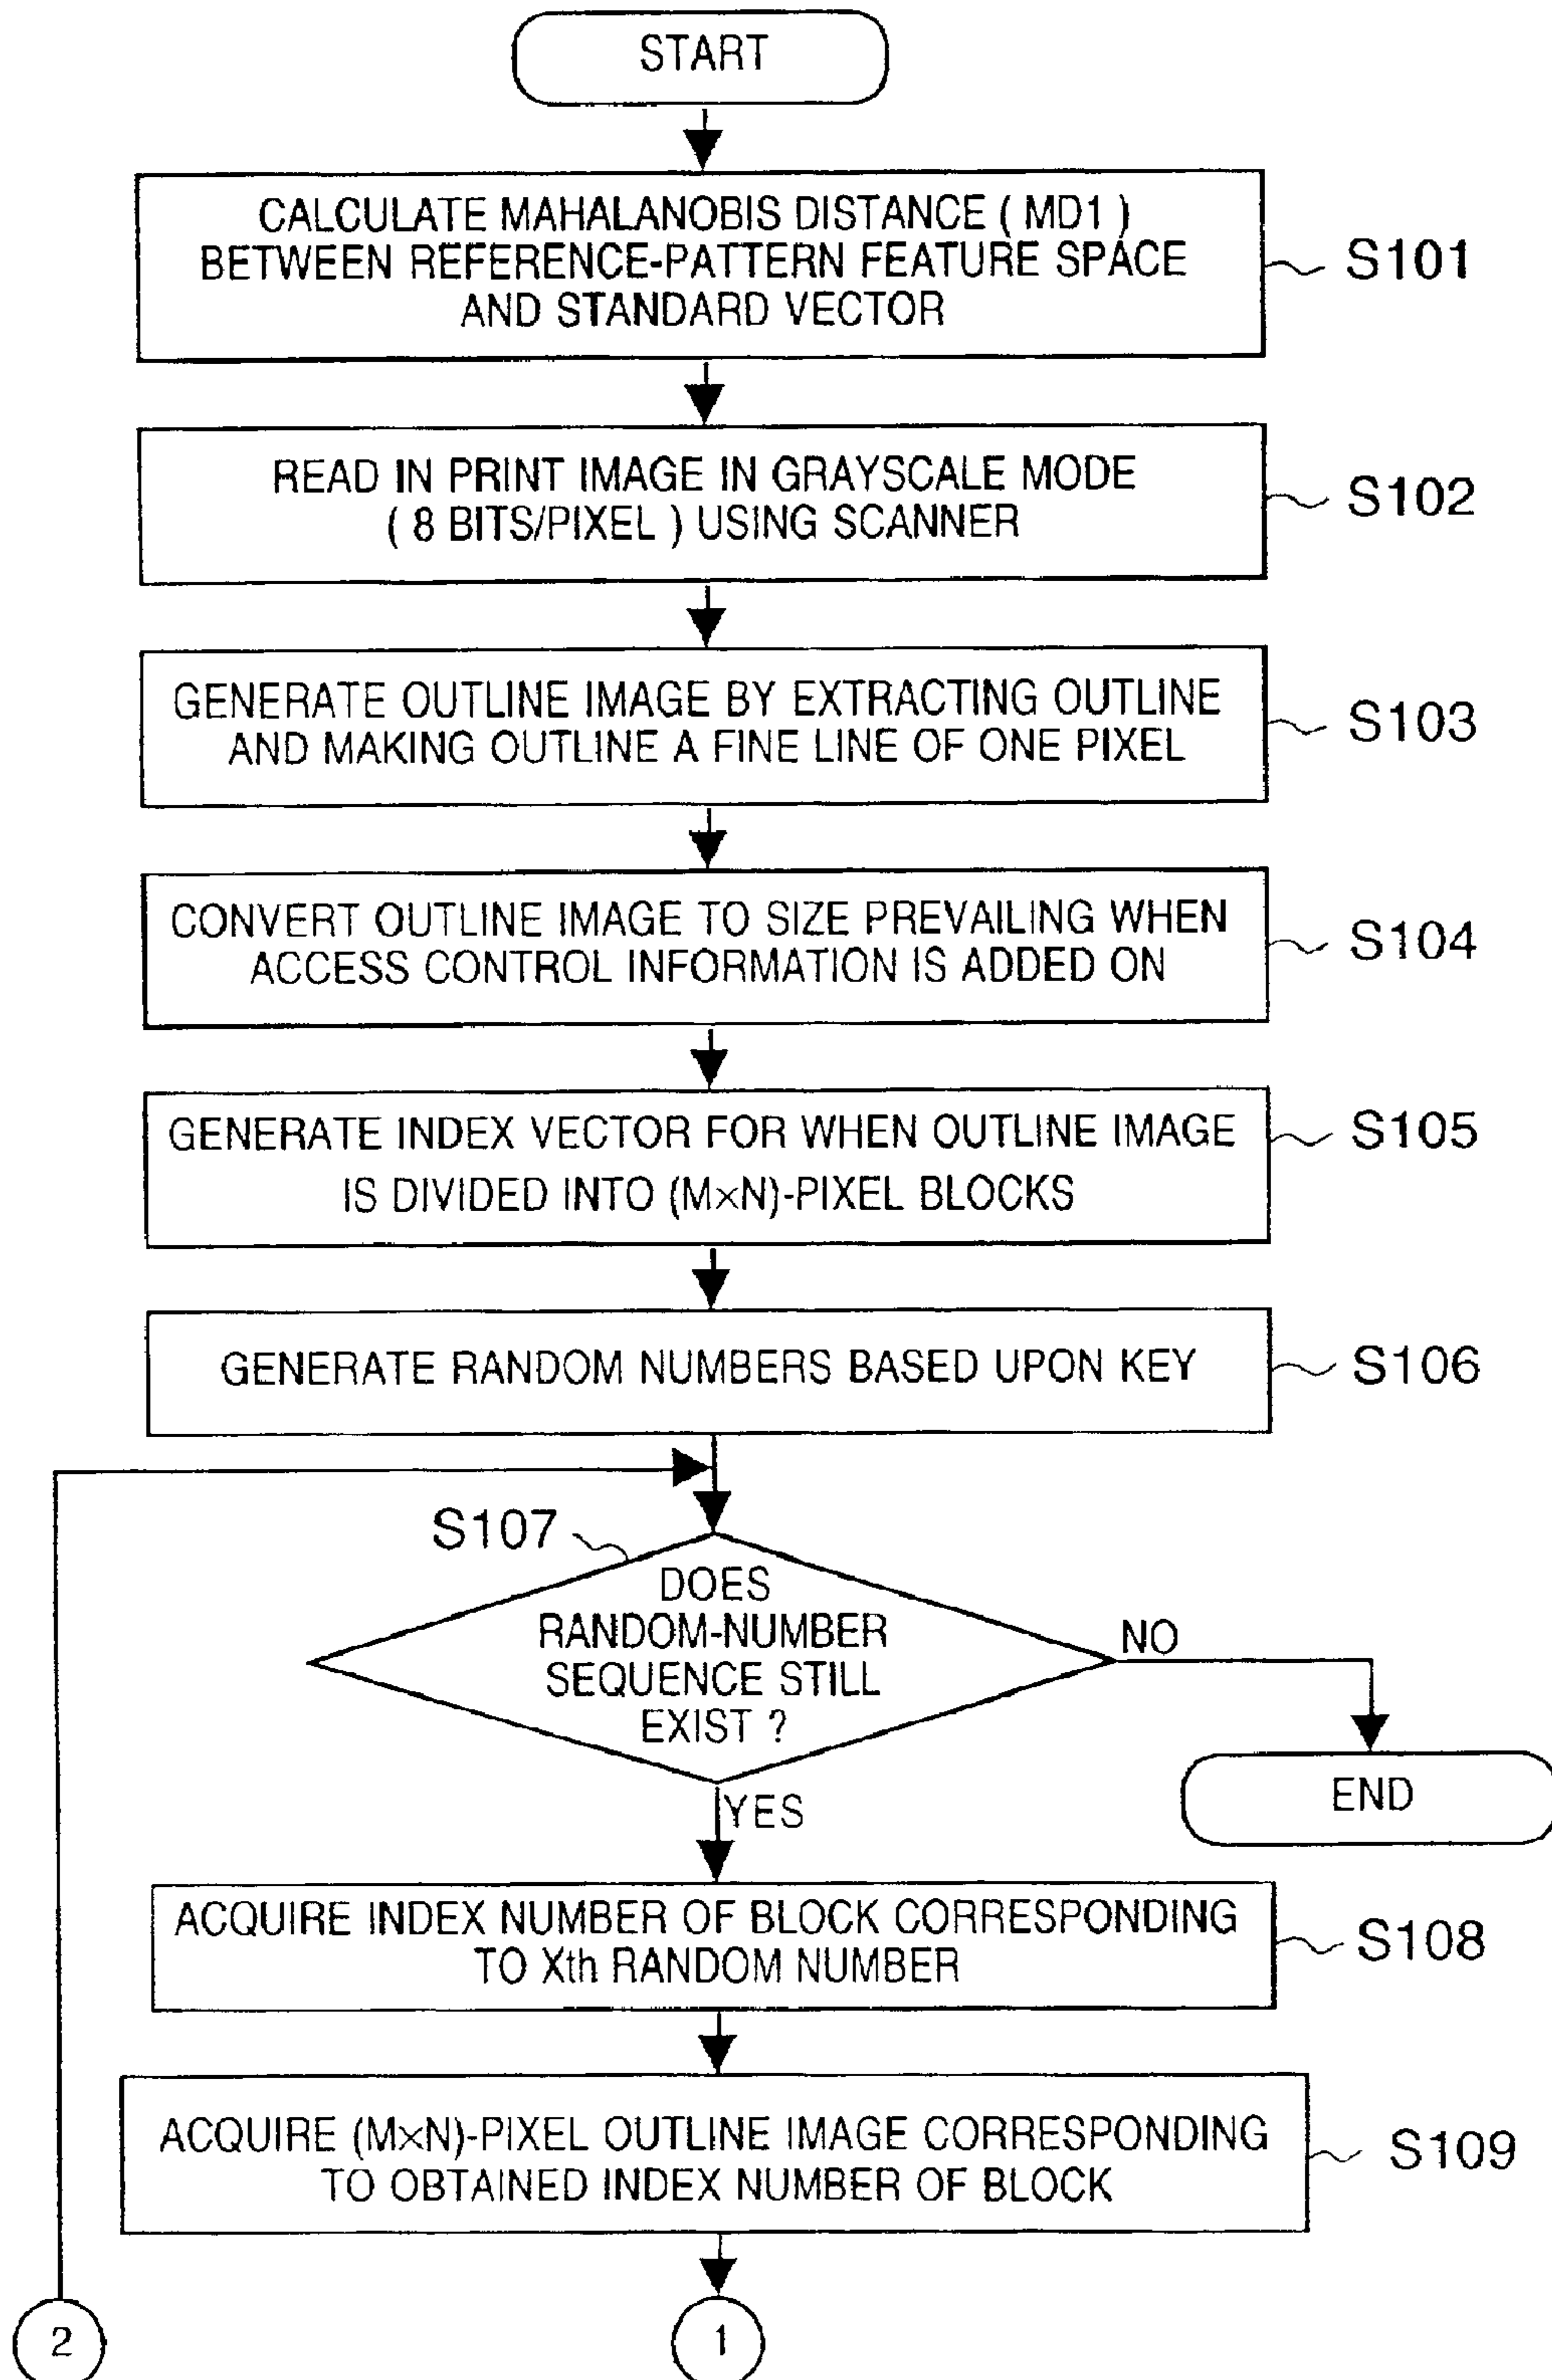 START
CALCULATE MAHALANOBIS DISTANCE ( MD1 )
BETWEEN REFERENCE-PATTERN FEATURE SPACE
AND STANDARD VECTOR
S101
READ IN PRINT IMAGE IN GRAYSCALE MODE
( 8 BITS/PIXEL ) USING SCANNER
S102
GENERATE OUTLINE IMAGE BY EXTRACTING OUTLINE
AND MAKING OUTLINE A FINE LINE OF ONE PIXEL
S103
CONVERT OUTLINE IMAGE TO SIZE PREVAILING WHEN
ACCESS CONTROL INFORMATION IS ADDED ON
S104
GENERATE INDEX VECTOR FOR WHEN OUTLINE IMAGE
IS DIVIDED INTO (M×N)-PIXEL BLOCKS
S105
GENERATE RANDOM NUMBERS BASED UPON KEY
S106
S107
DOES
RANDOM-NUMBER
SEQUENCE STILL
EXIST ?
NO
END
YES
ACQUIRE INDEX NUMBER OF BLOCK CORRESPONDING
TO Xth RANDOM NUMBER
S108
ACQUIRE (M×N)-PIXEL OUTLINE IMAGE CORRESPONDING
TO OBTAINED INDEX NUMBER OF BLOCK
S109
2
1